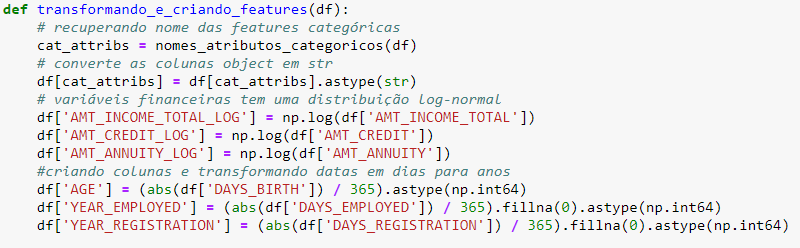 def transformando_e_criando_features(df):
    # recuperando nome das features categóricas
    cat_attribs = nomes_atributos_categoricos(df)
    # converte as colunas object em str
    df[cat_attribs] = df[cat_attribs].astype(str)
    # variáveis financeiras tem uma distribuição log-normal
    df['AMT_INCOME_TOTAL_LOG'] = np.log(df['AMT_INCOME_TOTAL'])
    df['AMT_CREDIT_LOG'] = np.log(df['AMT_CREDIT'])
    df['AMT_ANNUITY_LOG'] = np.log(df['AMT_ANNUITY'])
    #criando colunas e transformando datas em dias para anos
    df['AGE'] = (abs(df['DAYS_BIRTH']) / 365).astype(np.int64)
    df['YEAR_EMPLOYED'] = (abs(df['DAYS_EMPLOYED']) / 365).fillna(0).astype(np.int64)
    df['YEAR_REGISTRATION'] = (abs(df['DAYS_REGISTRATION']) / 365).fillna(0).astype(np.int64)